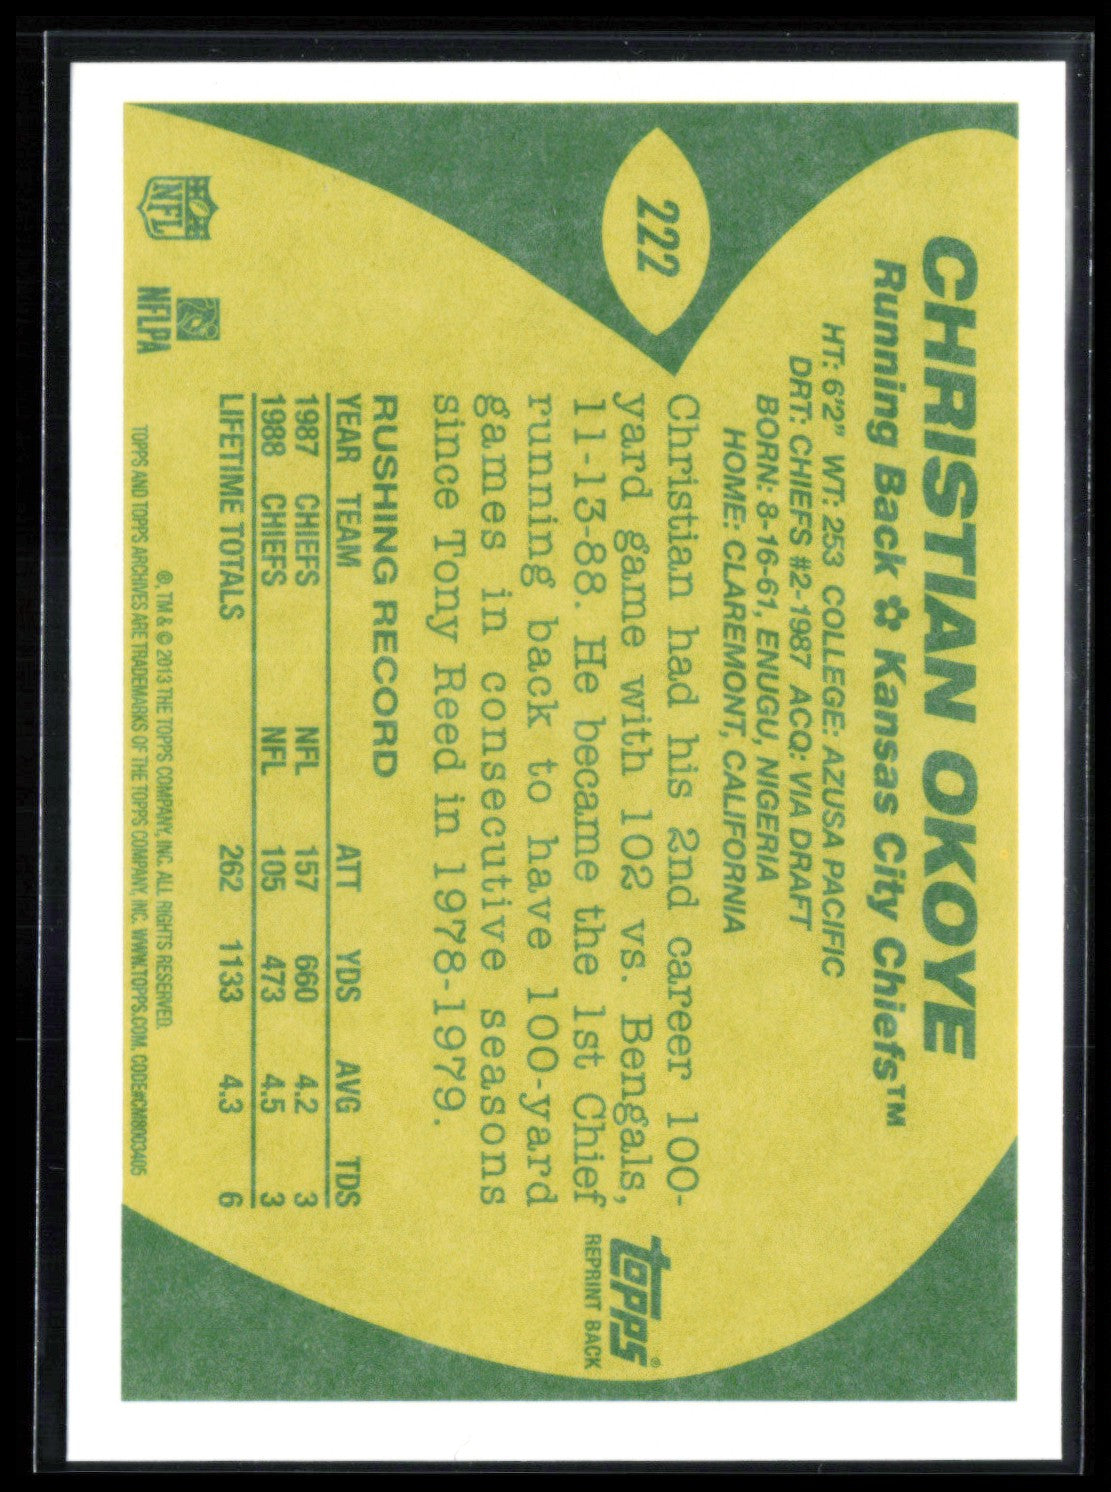 222
CHRISTIAN OKOYE
Running Back Kansas City Chiefs™
HT: 6'2" WT: 253 COLLEGE: AZUSA PACIFIC
DRT: CHIEFS #2-1987 ACQ: VIA DRAFT
BORN: 8-16-61, ENUGU, NIGERIA
HOME: CLAREMONT, CALIFORNIA
Christian had his 2nd career 100-
yard game with 102 vs. Bengals,
11-13-88. He became the 1st Chief
running back to have 100-yard
games in consecutive seasons
since Tony Reed in 1978-1979.
topps®
REPRINT BACK
RUSHING RECORD
YEAR TEAM ATT YDS AVG TDS
1987 CHIEFS NFL 157 660 4.2 3
1988 CHIEFS NFL 105 473 4.5 3
LIFETIME TOTALS 262 1133 4.3 6
NFL
NFLPA
®, TM & © 2013 THE TOPPS COMPANY, INC. ALL RIGHTS RESERVED.
TOPPS AND TOPPS ARCHIVES ARE TRADEMARKS OF THE TOPPS COMPANY, INC. WWW.TOPPS.COM. CODE#CM8003405